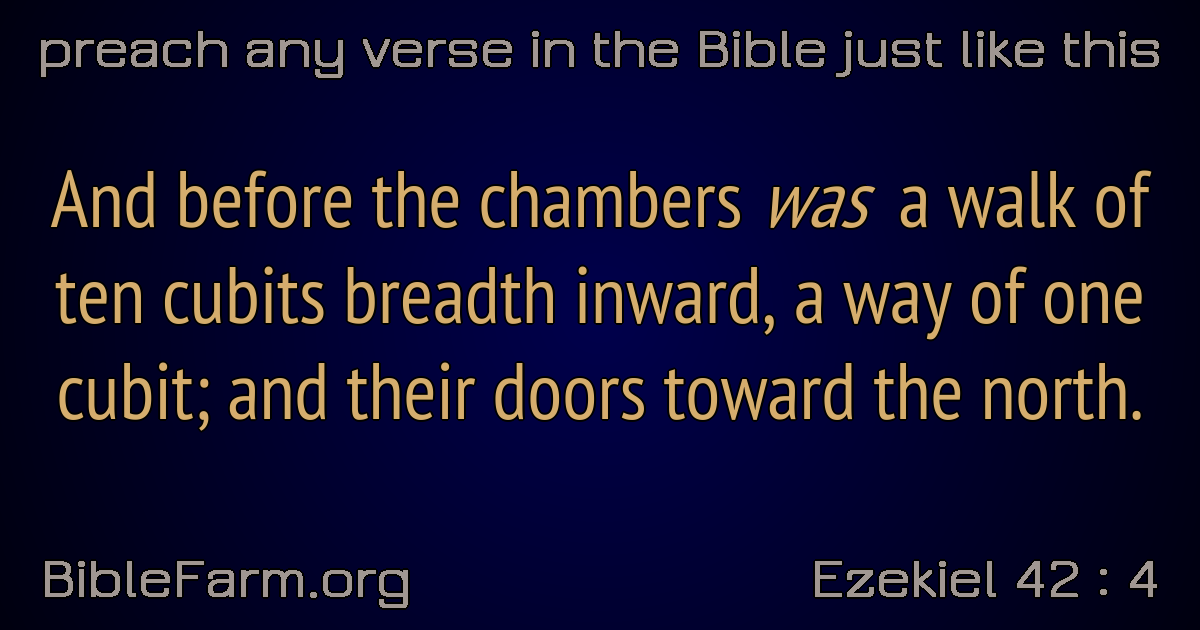 preach any verse in the Bible just like this
And before the chambers was a walk of
ten cubits breadth inward, a way of one
cubit; and their doors toward the north.
BibleFarm.org
Ezekiel 42 : 4